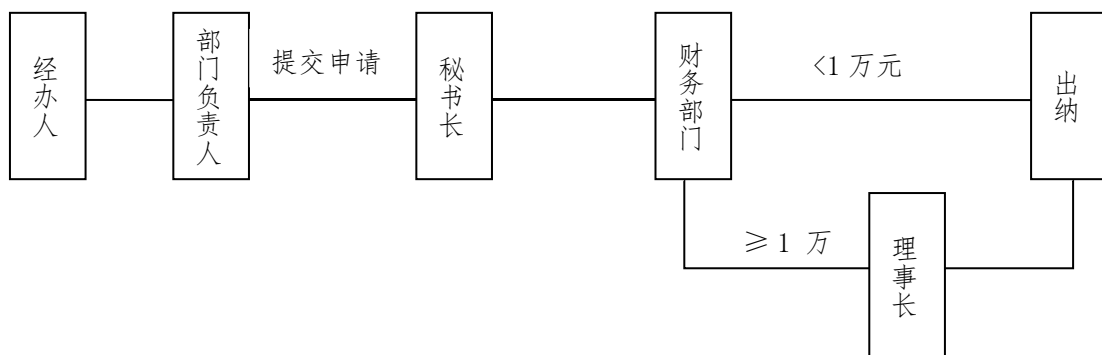 经办人
部门负责人
提交申请
秘书长
财务部门
<1 万元
出纳
≥1 万
理事长